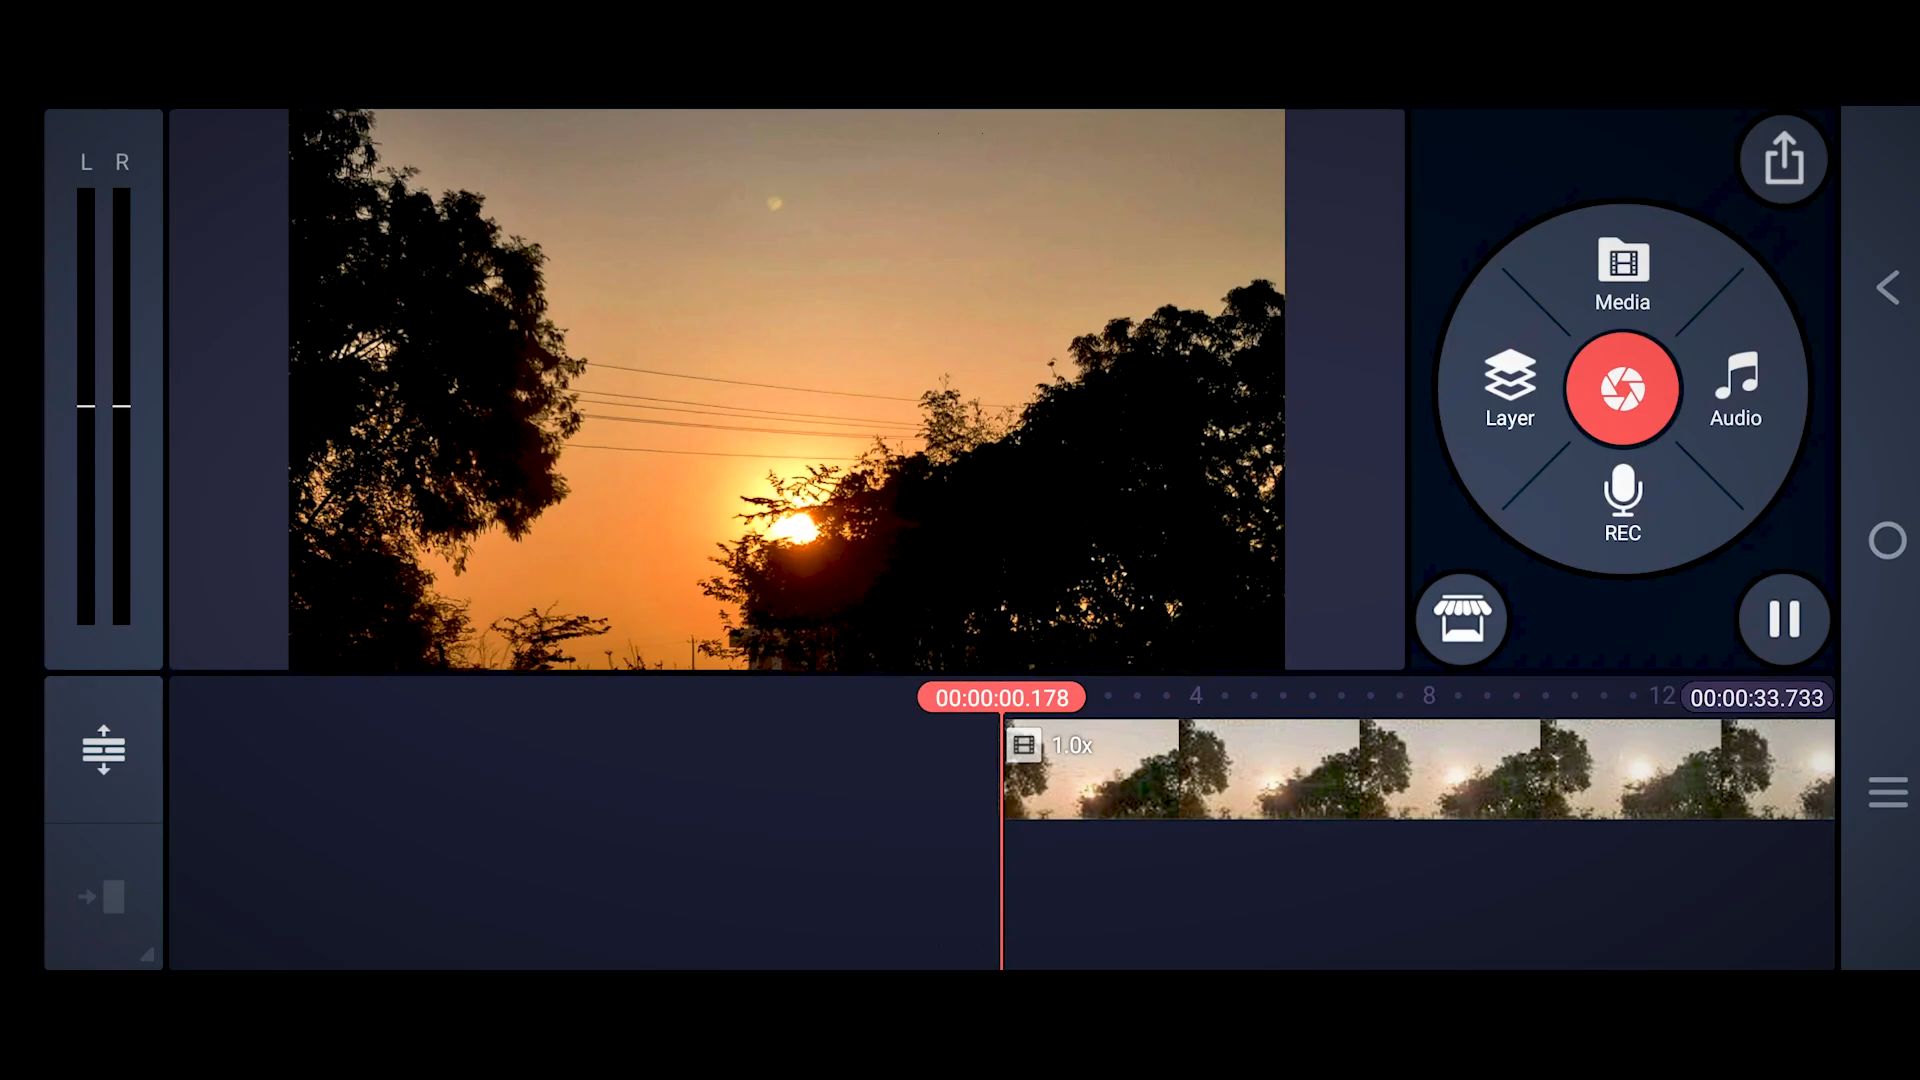 L R
Media
Layer
Audio
REC
00:00:00.178
4
8
12
00:00:33.733
1.0x